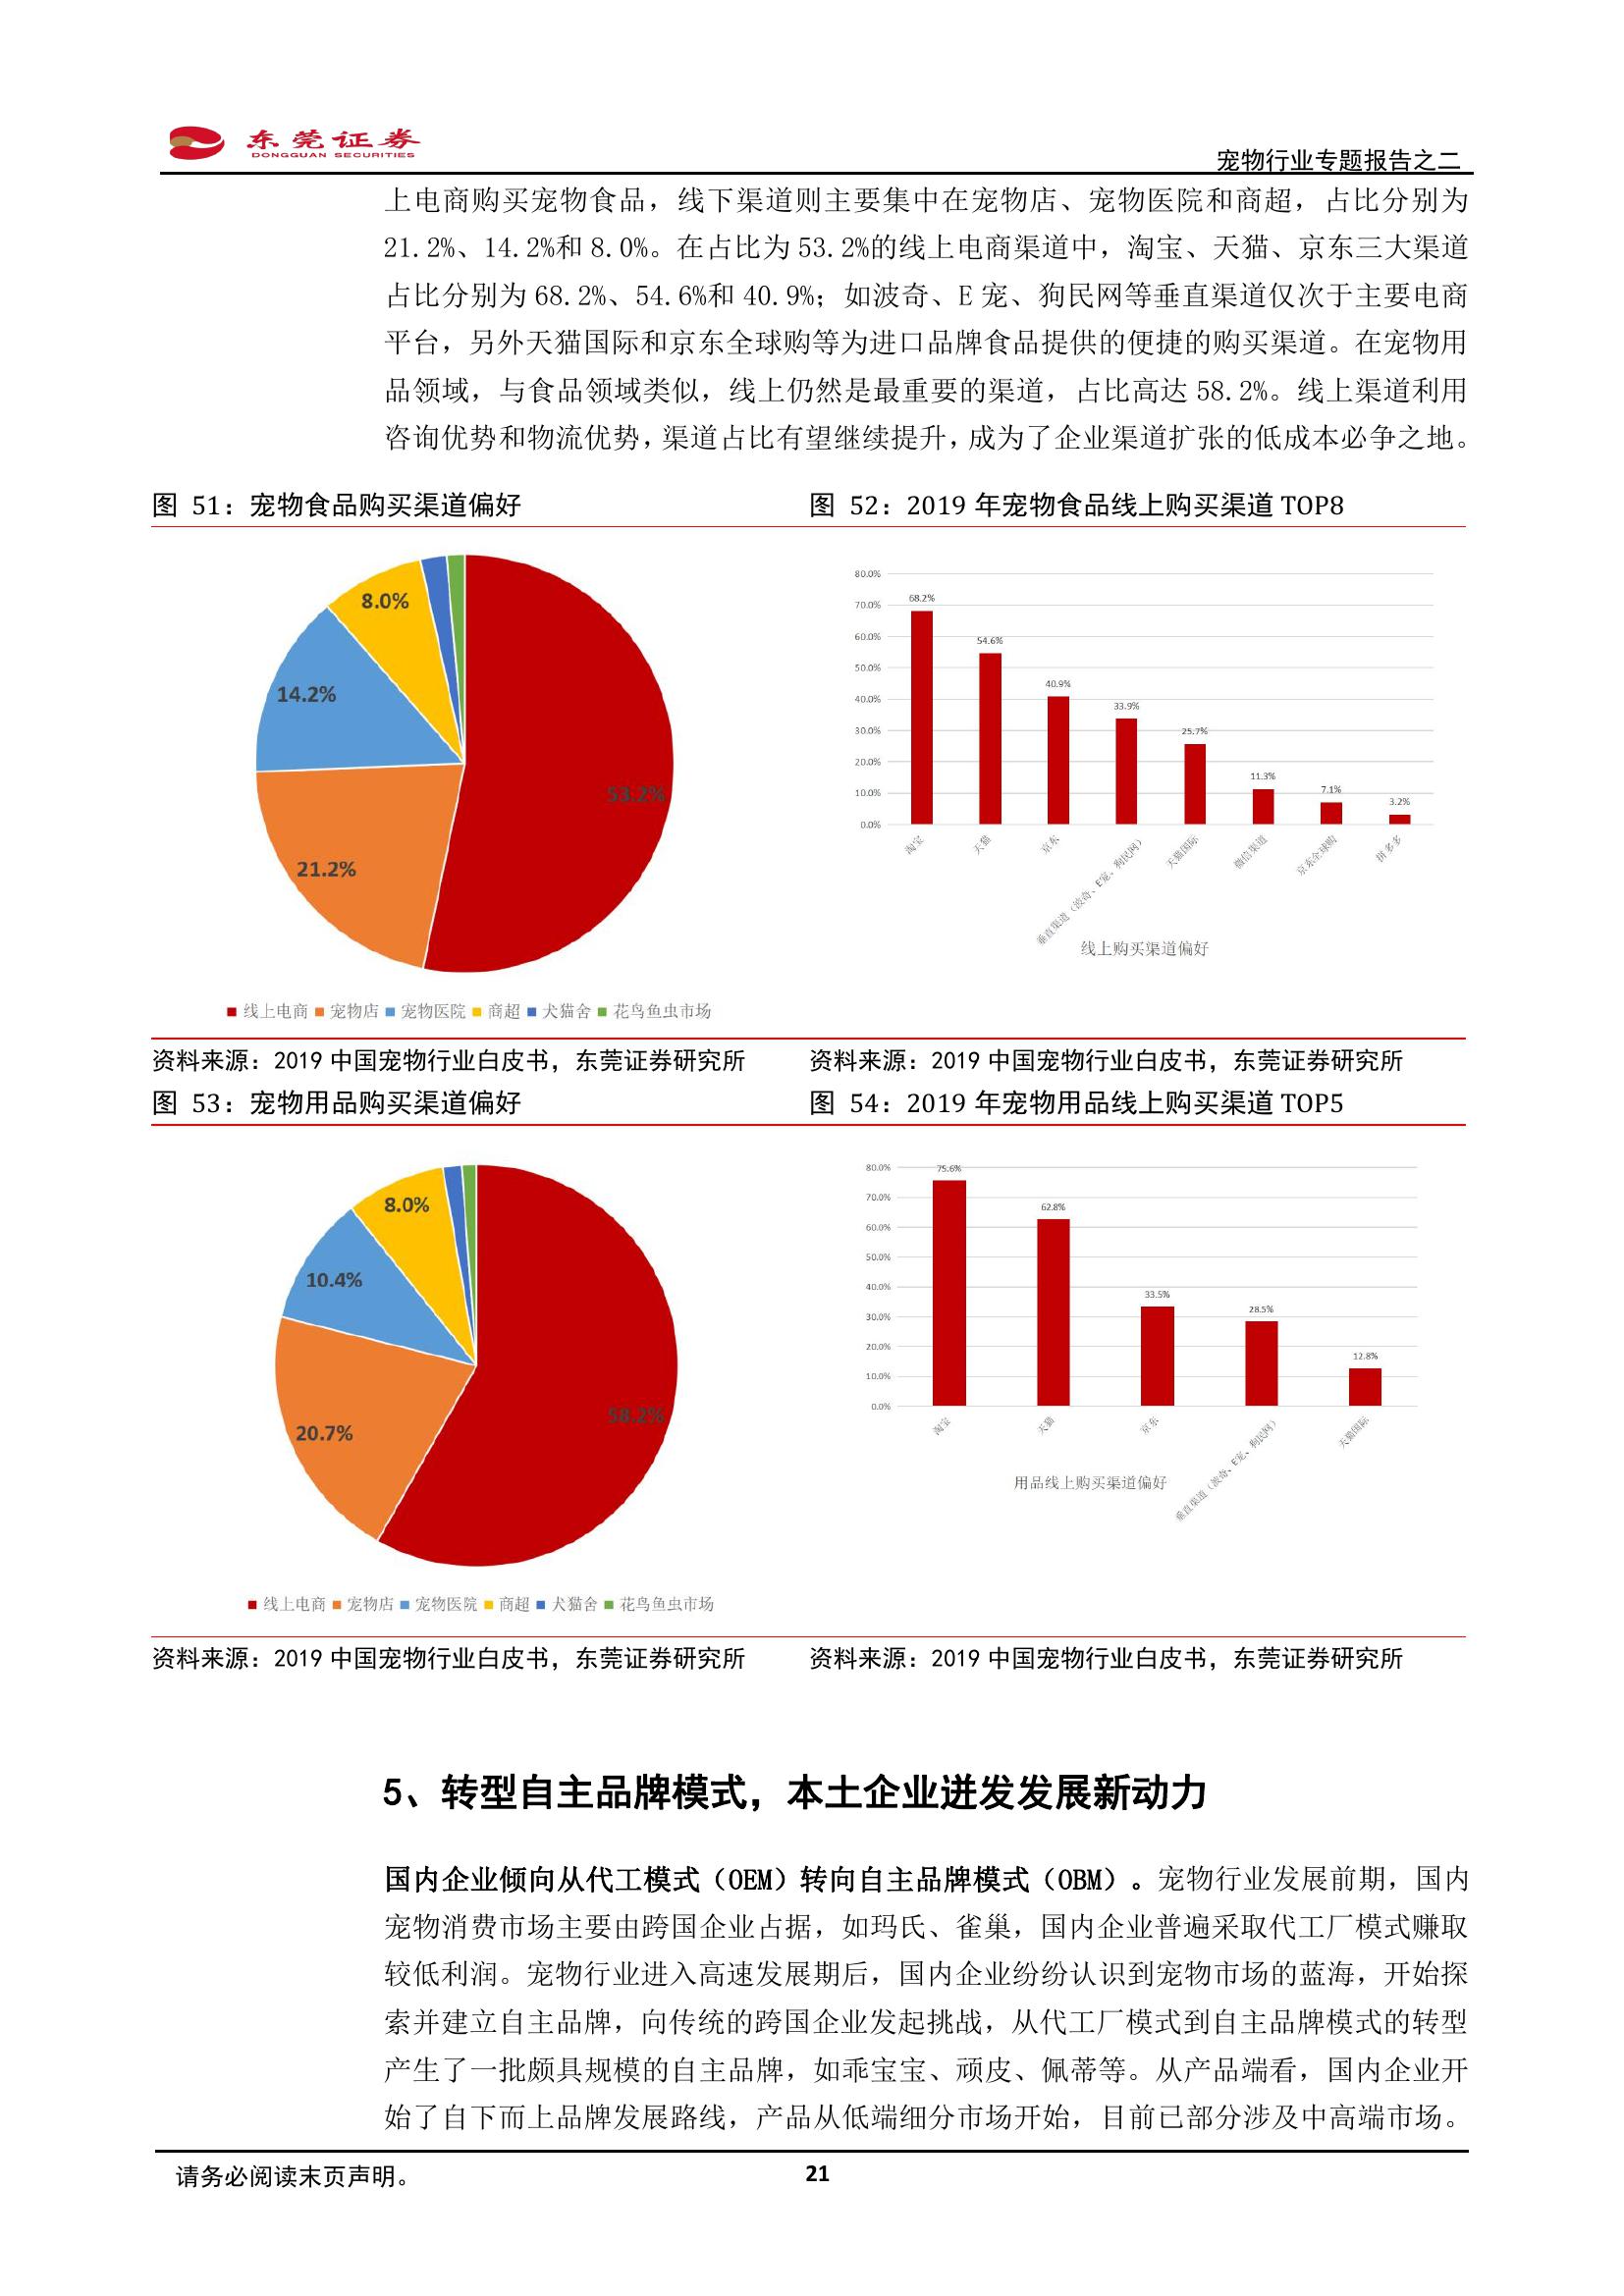 东莞证券
DONGGUAN SECURITIES
宠物行业专题报告之二
上电商购买宠物食品，线下渠道则主要集中在宠物店、宠物医院和商超，占比分别为
21.2%、14.2%和 8.0%。在占比为 53.2%的线上电商渠道中，淘宝、天猫、京东三大渠道
占比分别为 68.2%、54.6%和 40.9%；如波奇、E 宠、狗民网等垂直渠道仅次于主要电商
平台，另外天猫国际和京东全球购等为进口品牌食品提供的便捷的购买渠道。在宠物用
品领域，与食品领域类似，线上仍然是最重要的渠道，占比高达 58.2%。线上渠道利用
咨询优势和物流优势，渠道占比有望继续提升，成为了企业渠道扩张的低成本必争之地。
图 51：宠物食品购买渠道偏好
8.0%
14.2%
53.2%
21.2%
■ 线上电商 ■ 宠物店 ■ 宠物医院 ■ 商超 ■ 犬猫舍 ■ 花鸟鱼虫市场
图 52：2019 年宠物食品线上购买渠道 TOP8
80.0%
70.0%
60.0%
50.0%
40.0%
30.0%
20.0%
10.0%
0.0%
68.2%
54.6%
40.9%
33.9%
25.7%
11.3%
7.1%
3.2%
淘宝
天猫
京东
垂直渠道（波奇、E宠、狗民网）
天猫国际
微信渠道
京东全球购
拼多多
线上购买渠道偏好
资料来源：2019 中国宠物行业白皮书，东莞证券研究所
资料来源：2019 中国宠物行业白皮书，东莞证券研究所
图 53：宠物用品购买渠道偏好
8.0%
10.4%
58.2%
20.7%
■ 线上电商 ■ 宠物店 ■ 宠物医院 ■ 商超 ■ 犬猫舍 ■ 花鸟鱼虫市场
图 54：2019 年宠物用品线上购买渠道 TOP5
80.0%
70.0%
60.0%
50.0%
40.0%
30.0%
20.0%
10.0%
0.0%
75.6%
62.8%
33.5%
28.5%
12.8%
淘宝
天猫
京东
垂直渠道（波奇、E宠、狗民网）
天猫国际
用品线上购买渠道偏好
资料来源：2019 中国宠物行业白皮书，东莞证券研究所
资料来源：2019 中国宠物行业白皮书，东莞证券研究所
5、转型自主品牌模式，本土企业迸发发展新动力
国内企业倾向从代工模式（OEM）转向自主品牌模式（OBM）。宠物行业发展前期，国内
宠物消费市场主要由跨国企业占据，如玛氏、雀巢，国内企业普遍采取代工厂模式赚取
较低利润。宠物行业进入高速发展期后，国内企业纷纷认识到宠物市场的蓝海，开始探
索并建立自主品牌，向传统的跨国企业发起挑战，从代工厂模式到自主品牌模式的转型
产生了一批颇具规模的自主品牌，如乖宝宝、顽皮、佩蒂等。从产品端看，国内企业开
始了自下而上品牌发展路线，产品从低端细分市场开始，目前已部分涉及中高端市场。
请务必阅读末页声明。
21